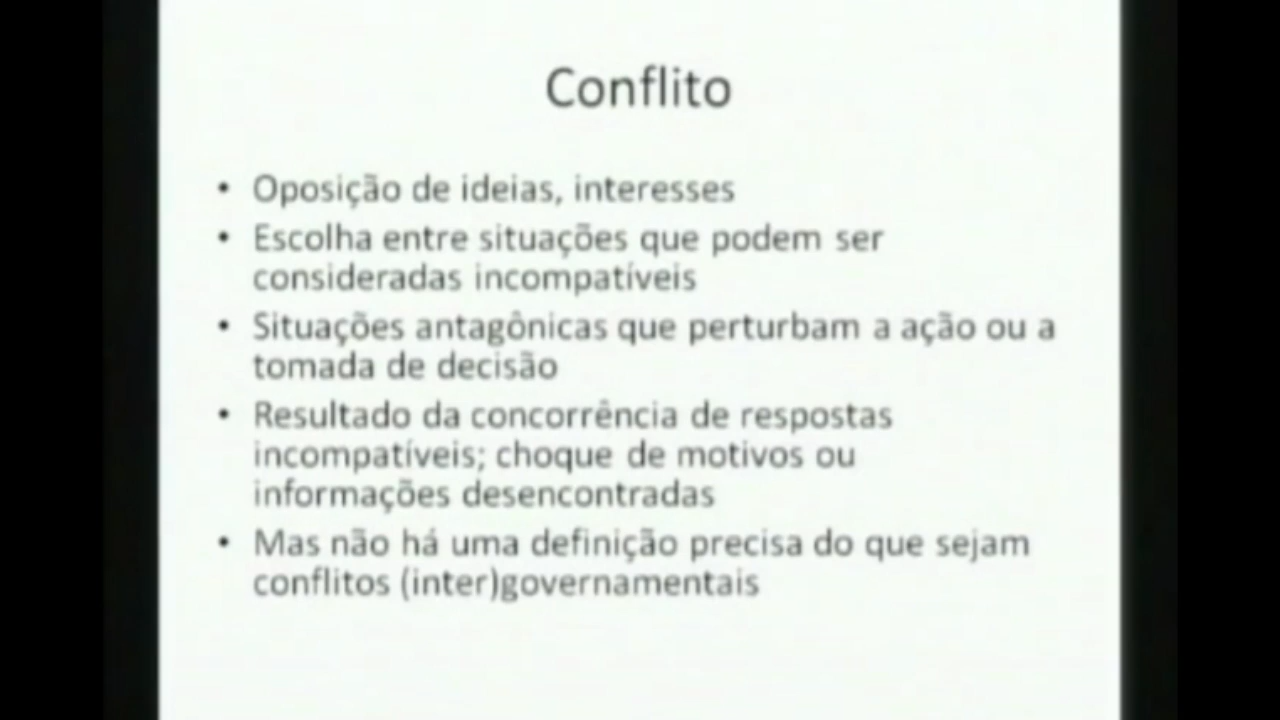 Conflito
• Oposição de ideias, interesses
• Escolha entre situações que podem ser
consideradas incompatíveis
• Situações antagônicas que perturbam a ação ou a
tomada de decisão
• Resultado da concorrência de respostas
incompatíveis; choque de motivos ou
informações desencontradas
• Mas não há uma definição precisa do que sejam
conflitos (inter)governamentais